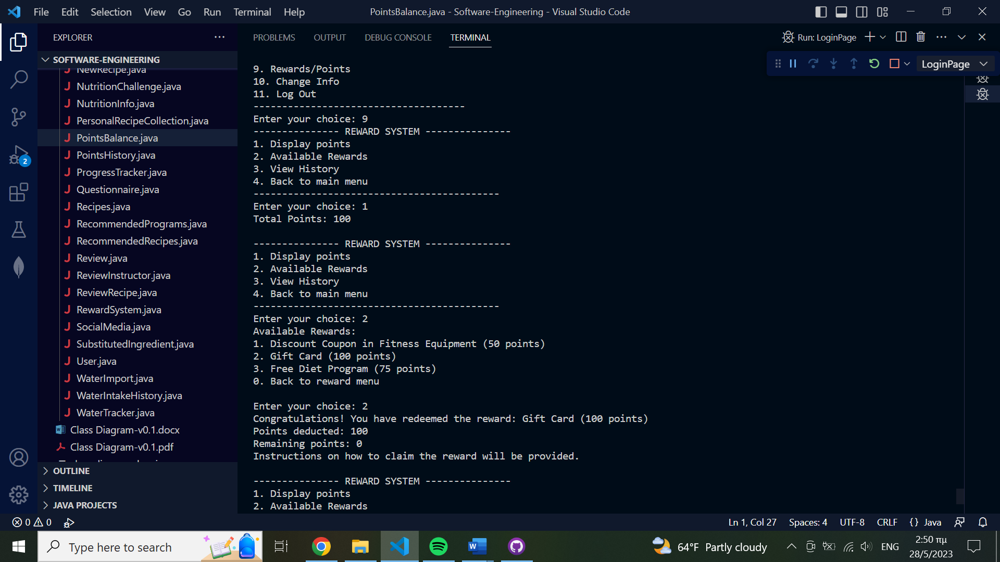 File Edit Selection View Go Run Terminal Help
PointsBalance.java - Software-Engineering - Visual Studio Code
EXPLORER
SOFTWARE-ENGINEERING
NewRecipe.java
NutritionChallenge.java
NutritionInfo.java
PersonalRecipeCollection.java
PointsBalance.java
PointsHistory.java
ProgressTracker.java
Questionnaire.java
Recipes.java
RecommendedPrograms.java
RecommendedRecipes.java
Review.java
ReviewInstructor.java
ReviewRecipe.java
RewardSystem.java
SocialMedia.java
SubstitutedIngredient.java
User.java
WaterImport.java
WaterIntakeHistory.java
WaterTracker.java
Class Diagram-v0.1.docx
Class Diagram-v0.1.pdf
OUTLINE
TIMELINE
JAVA PROJECTS
2
PROBLEMS OUTPUT DEBUG CONSOLE TERMINAL
Run: LoginPage
LoginPage
9. Rewards/Points
10. Change Info
11. Log Out
-------------------------------------
Enter your choice: 9
--------------- REWARD SYSTEM ---------------
1. Display points
2. Available Rewards
3. View History
4. Back to main menu
-------------------------------------------
Enter your choice: 1
Total Points: 100
--------------- REWARD SYSTEM ---------------
1. Display points
2. Available Rewards
3. View History
4. Back to main menu
-------------------------------------------
Enter your choice: 2
Available Rewards:
1. Discount Coupon in Fitness Equipment (50 points)
2. Gift Card (100 points)
3. Free Diet Program (75 points)
0. Back to reward menu
Enter your choice: 2
Congratulations! You have redeemed the reward: Gift Card (100 points)
Points deducted: 100
Remaining points: 0
Instructions on how to claim the reward will be provided.
--------------- REWARD SYSTEM ---------------
1. Display points
2. Available Rewards
0 0
Ln 1, Col 27 Spaces: 4 UTF-8 CRLF {} Java
Type here to search
64°F Partly cloudy
ENG
2:50 πμ
28/5/2023